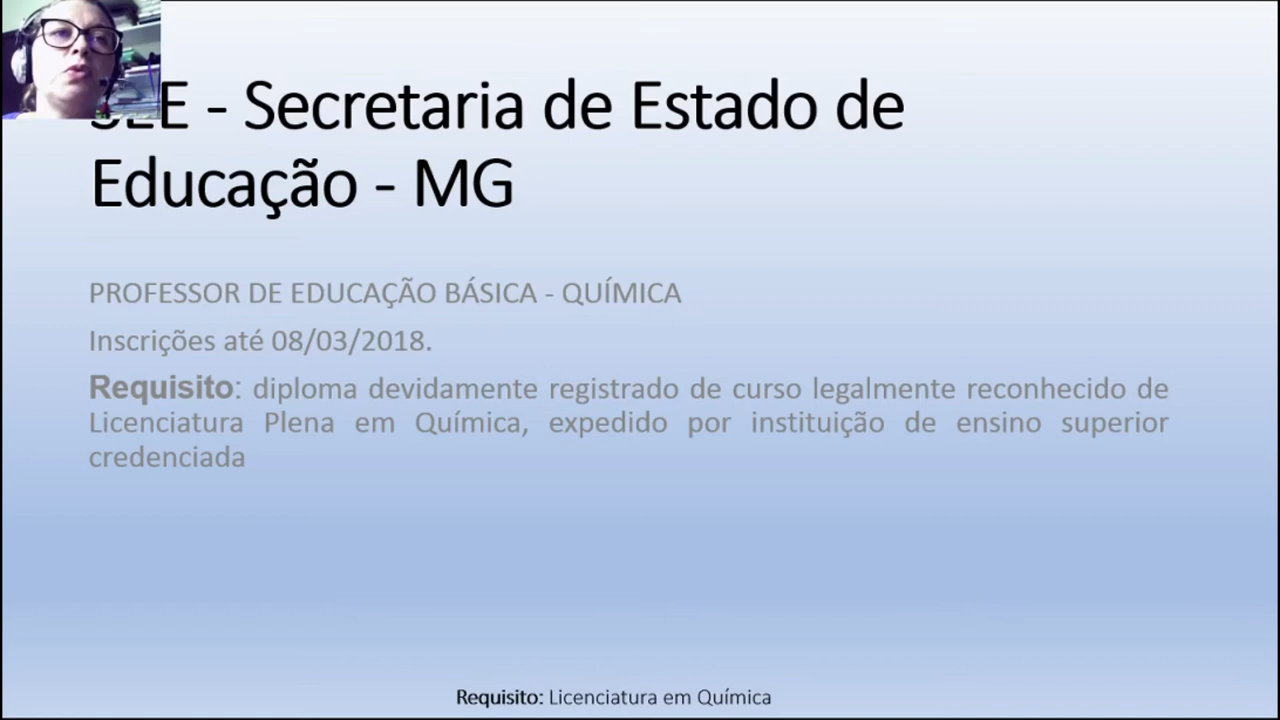 SEE - Secretaria de Estado de
Educação - MG
PROFESSOR DE EDUCAÇÃO BÁSICA - QUÍMICA
Inscrições até 08/03/2018.
Requisito: diploma devidamente registrado de curso legalmente reconhecido de
Licenciatura Plena em Química, expedido por instituição de ensino superior
credenciada
Requisito: Licenciatura em Química